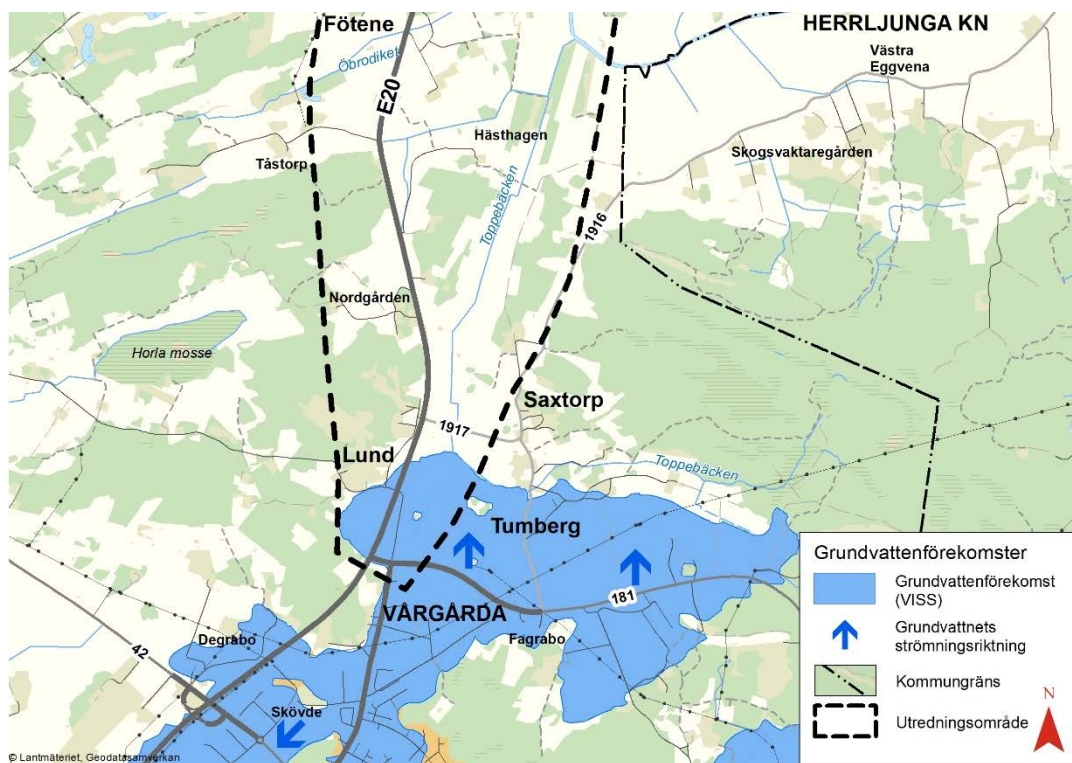 Fötene
HERRLJUNGA KN
Öbrodiket
E20
Västra
Eggvena
Hästhagen
Skogsvaktaregården
Tåstorp
Toppebäcken
1916
Nordgården
Horla mosse
Saxtorp
1917
Lund
Toppebäcken
Tumberg
181
VÅRGÅRDA
Fagrabo
Degrabo
42
Skövde
© Lantmäteriet, Geodatasamverkan
Grundvattenförekomster
Grundvattenförekomst
(VISS)
Grundvattnets
strömningsriktning
Kommungräns
Utredningsområde
N